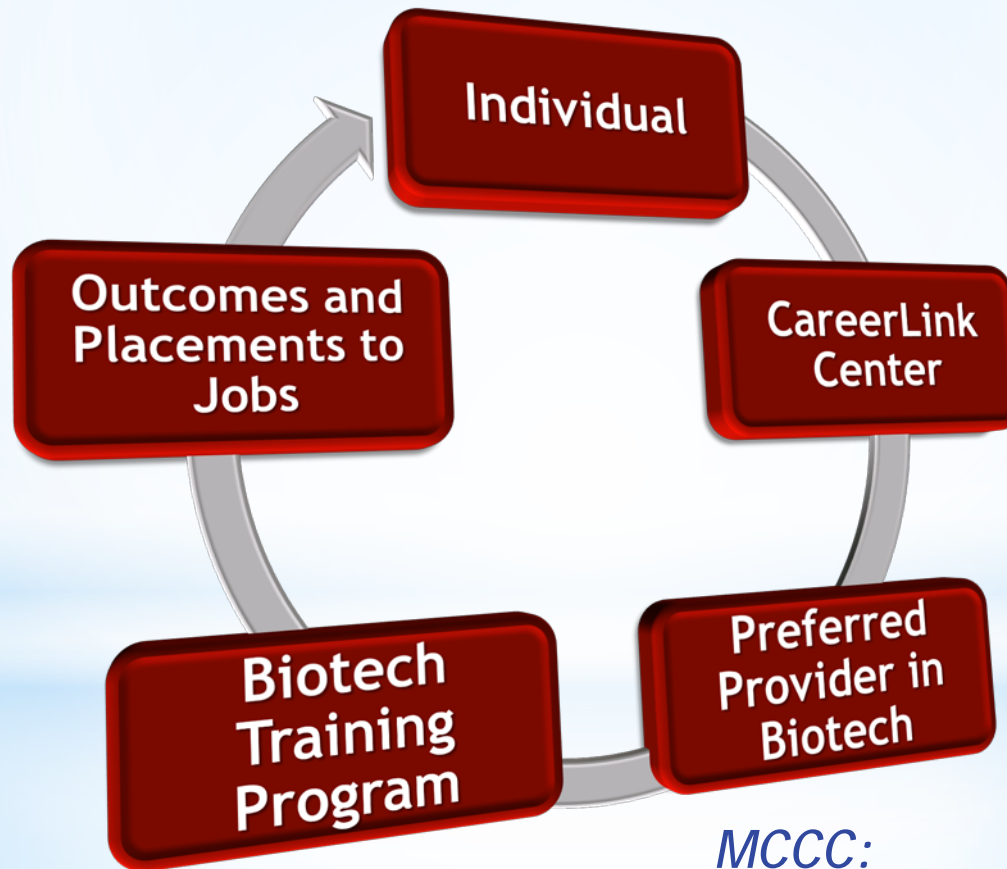 Individual
CareerLink
Center
Preferred
Provider in
Biotech
Biotech
Training
Program
Outcomes and
Placements to
Jobs
MCCC: